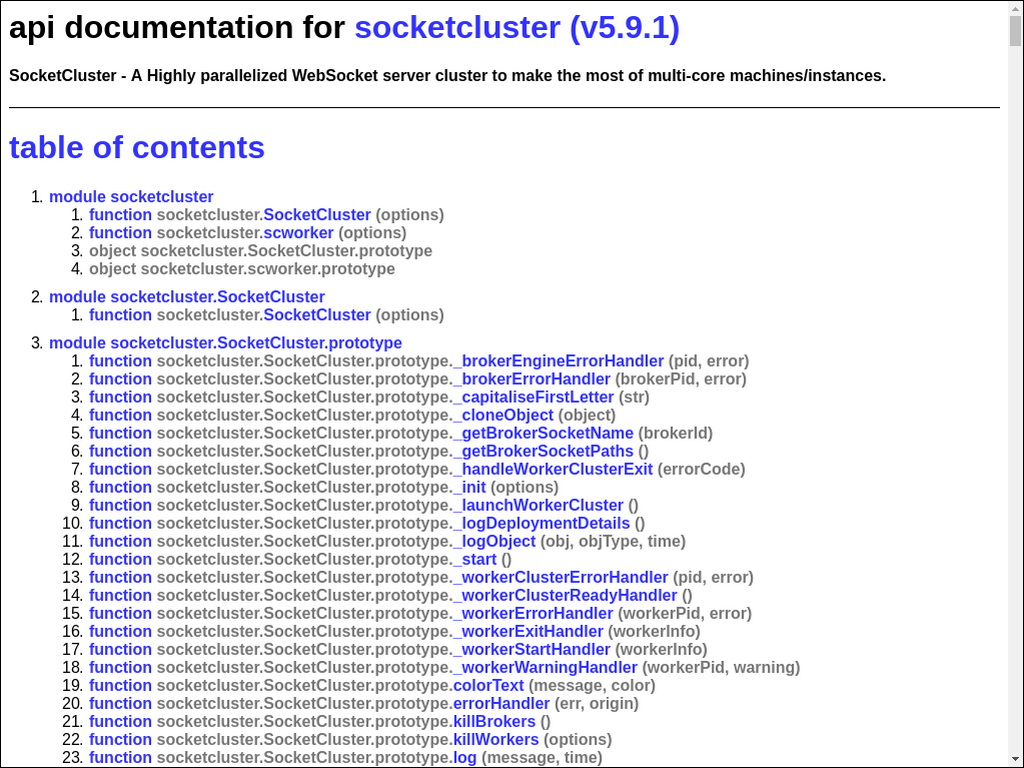 api documentation for socketcluster (v5.9.1)
SocketCluster - A Highly parallelized WebSocket server cluster to make the most of multi-core machines/instances.
table of contents
1. module socketcluster
1. function socketcluster.SocketCluster (options)
2. function socketcluster.scworker (options)
3. object socketcluster.SocketCluster.prototype
4. object socketcluster.scworker.prototype
2. module socketcluster.SocketCluster
1. function socketcluster.SocketCluster (options)
3. module socketcluster.SocketCluster.prototype
1. function socketcluster.SocketCluster.prototype._brokerEngineErrorHandler (pid, error)
2. function socketcluster.SocketCluster.prototype._brokerErrorHandler (brokerPid, error)
3. function socketcluster.SocketCluster.prototype._capitaliseFirstLetter (str)
4. function socketcluster.SocketCluster.prototype._cloneObject (object)
5. function socketcluster.SocketCluster.prototype._getBrokerSocketName (brokerId)
6. function socketcluster.SocketCluster.prototype._getBrokerSocketPaths ()
7. function socketcluster.SocketCluster.prototype._handleWorkerClusterExit (errorCode)
8. function socketcluster.SocketCluster.prototype._init (options)
9. function socketcluster.SocketCluster.prototype._launchWorkerCluster ()
10. function socketcluster.SocketCluster.prototype._logDeploymentDetails ()
11. function socketcluster.SocketCluster.prototype._logObject (obj, objType, time)
12. function socketcluster.SocketCluster.prototype._start ()
13. function socketcluster.SocketCluster.prototype._workerClusterErrorHandler (pid, error)
14. function socketcluster.SocketCluster.prototype._workerClusterReadyHandler ()
15. function socketcluster.SocketCluster.prototype._workerErrorHandler (workerPid, error)
16. function socketcluster.SocketCluster.prototype._workerExitHandler (workerInfo)
17. function socketcluster.SocketCluster.prototype._workerStartHandler (workerInfo)
18. function socketcluster.SocketCluster.prototype._workerWarningHandler (workerPid, warning)
19. function socketcluster.SocketCluster.prototype.colorText (message, color)
20. function socketcluster.SocketCluster.prototype.errorHandler (err, origin)
21. function socketcluster.SocketCluster.prototype.killBrokers ()
22. function socketcluster.SocketCluster.prototype.killWorkers (options)
23. function socketcluster.SocketCluster.prototype.log (message, time)